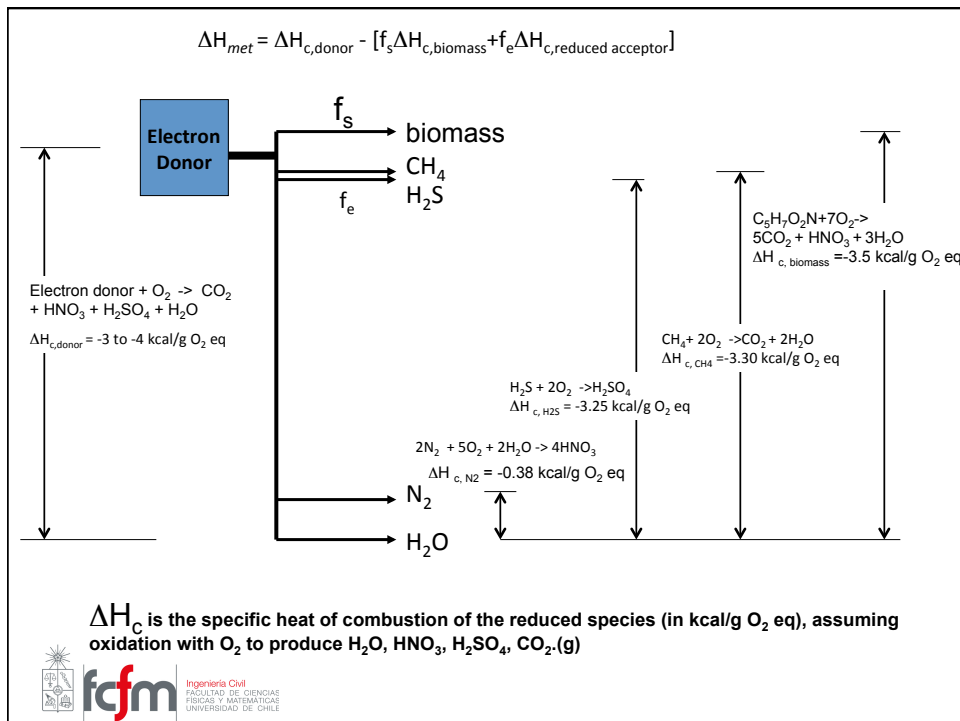 ΔHmet = ΔHc,donor - [fsΔHc,biomass+feΔHc,reduced acceptor]
Electron
Donor
fs
biomass
CH4
H2S
fe
C5H7O2N+7O2->
5CO2 + HNO3 + 3H2O
ΔH c, biomass =-3.5 kcal/g O2 eq
Electron donor + O2 -> CO2
+ HNO3 + H2SO4 + H2O
ΔHc,donor = -3 to -4 kcal/g O2 eq
CH4+ 2O2 ->CO2 + 2H2O
ΔH c, CH4 =-3.30 kcal/g O2 eq
H2S + 2O2 ->H2SO4
ΔH c, H2S = -3.25 kcal/g O2 eq
2N2 + 5O2 + 2H2O -> 4HNO3
ΔH c, N2 = -0.38 kcal/g O2 eq
N2
H2O
ΔHC is the specific heat of combustion of the reduced species (in kcal/g O2 eq), assuming
oxidation with O2 to produce H2O, HNO3, H2SO4, CO2.(g)
fcfm
Ingeniería Civil
FACULTAD DE CIENCIAS
FÍSICAS Y MATEMÁTICAS
UNIVERSIDAD DE CHILE